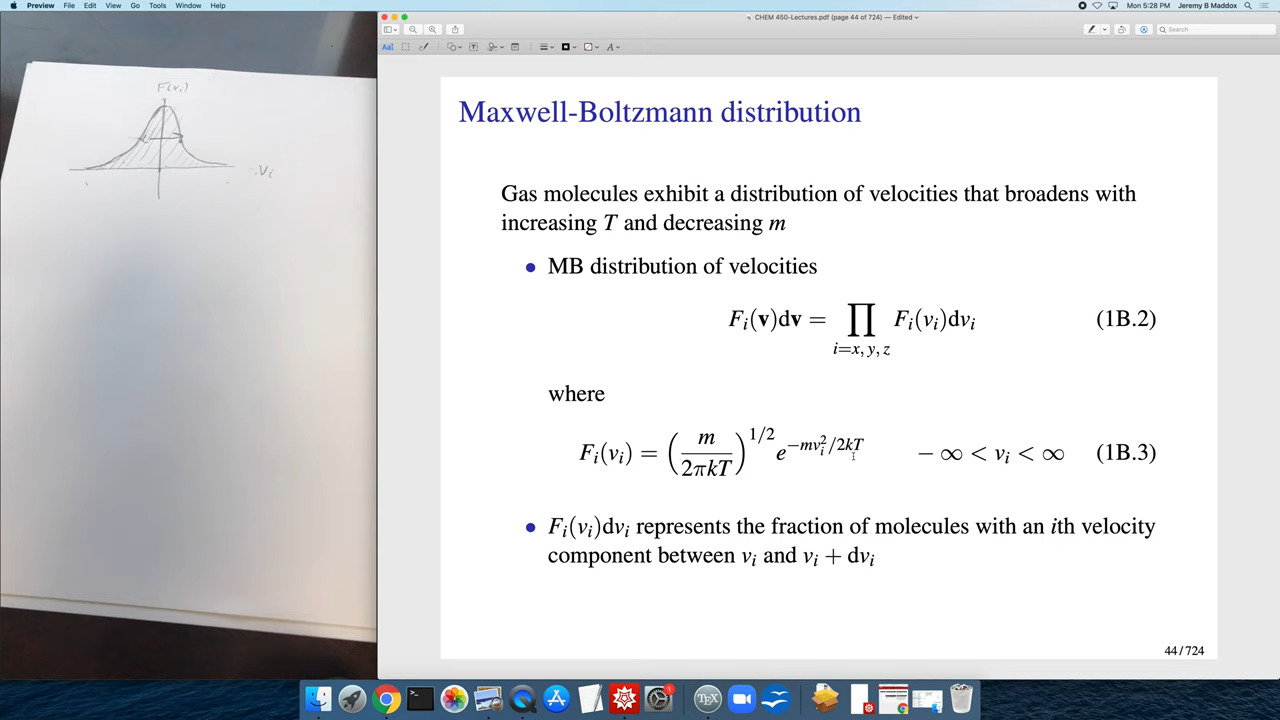 Preview File Edit View Go Tools Window Help
Mon 5:28 PM Jeremy B Maddox
CHEM 450-Lectures.pdf (page 44 of 724) — Edited
Search
F(vᵢ)
vᵢ
Maxwell-Boltzmann distribution
Gas molecules exhibit a distribution of velocities that broadens with
increasing T and decreasing m
• MB distribution of velocities
Fᵢ(v)dv = ∏ Fᵢ(vᵢ)dvᵢ (1B.2)
i=x, y, z
where
Fᵢ(vᵢ) = (m/2πkT)^1/2 e^−mvᵢ²/2kT − ∞ < vᵢ < ∞ (1B.3)
• Fᵢ(vᵢ)dvᵢ represents the fraction of molecules with an ith velocity
component between vᵢ and vᵢ + dvᵢ
44 / 724